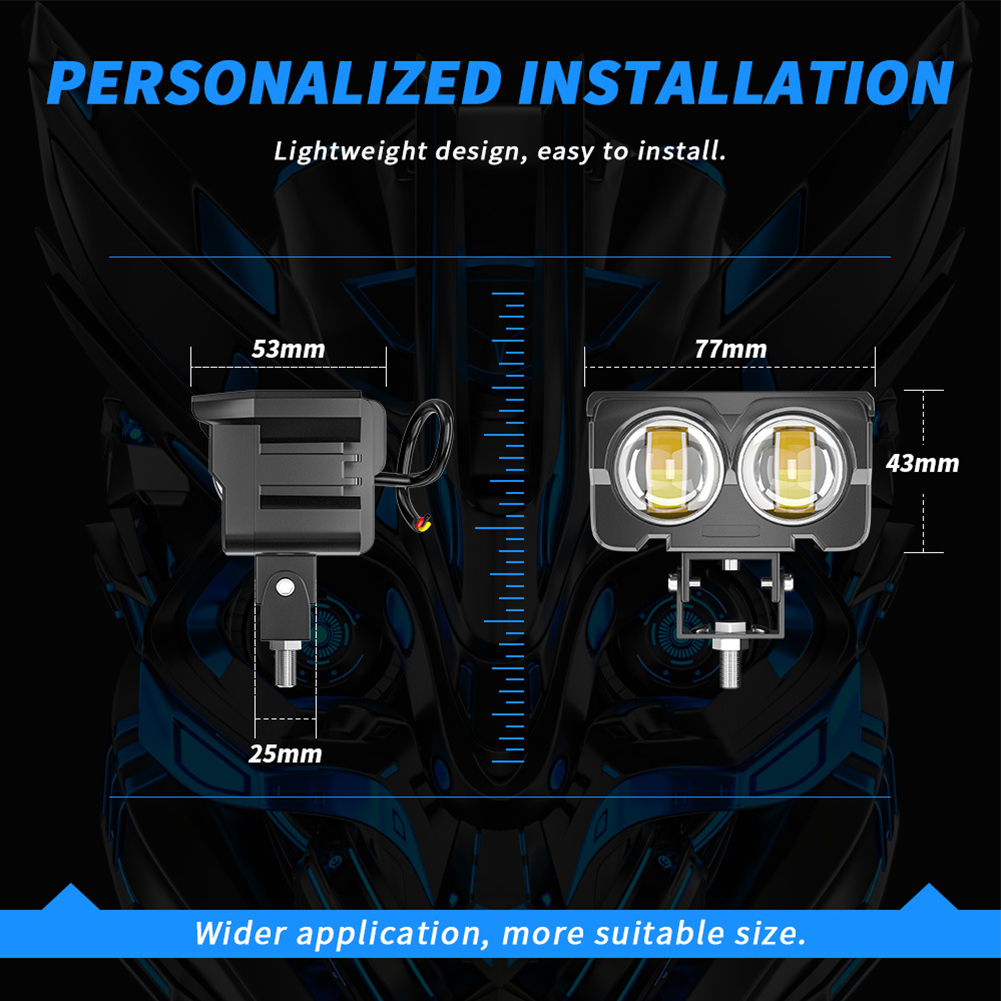 PERSONALIZED INSTALLATION
Lightweight design, easy to install.
53mm
77mm
43mm
25mm
Wider application, more suitable size.